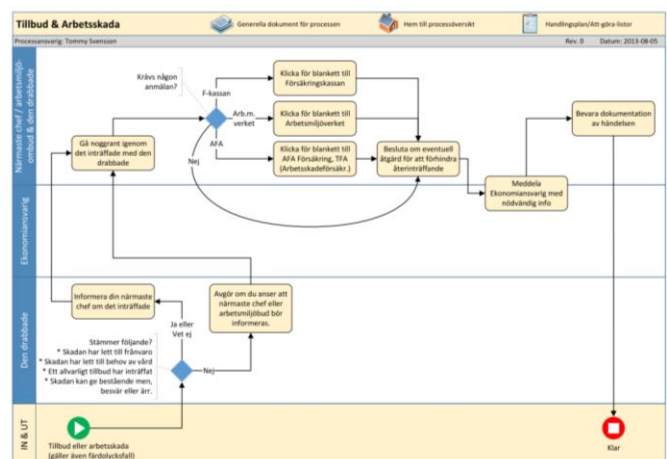 Tillbud & Arbetsskada
Generella dokument för processen
Hem till processöversikt
Handlingsplan/Att-göra-listor
Processansvarig: Tommy Svensson
Rev. 0
Datum: 2013-08-05
Närmaste chef / arbetsmiljö-
ombud & den drabbade
Krävs någon
anmälan?
F-kassan
Arb.m.
verket
AFA
Nej
Klicka för blankett till
Försäkringskassan
Klicka för blankett till
Arbetsmiljöverket
Klicka för blankett till
AFA Försäkring, TFA
(Arbetsskadeförsäkr.)
Gå noggrant igenom
det inträffade med den
drabbade
Besluta om eventuell
åtgärd för att förhindra
återinträffande
Bevara dokumentation
av händelsen
Meddela
Ekonomiansvarig med
nödvändig info
Ekonomiansvarig
Den drabbade
Informera din närmaste
chef om det inträffade
Avgör om du anser att
närmaste chef eller
arbetsmiljöbud bör
informeras.
Ja eller
Vet ej
Stämmer följande?
* Skadan har lett till frånvaro
* Skadan har lett till behov av vård
* Ett allvarligt tillbud har inträffat
* Skadan kan ge bestående men,
besvär eller ärr.
Nej
IN & UT
Tillbud eller arbetsskada
(gäller även färdolycksfall)
Klar